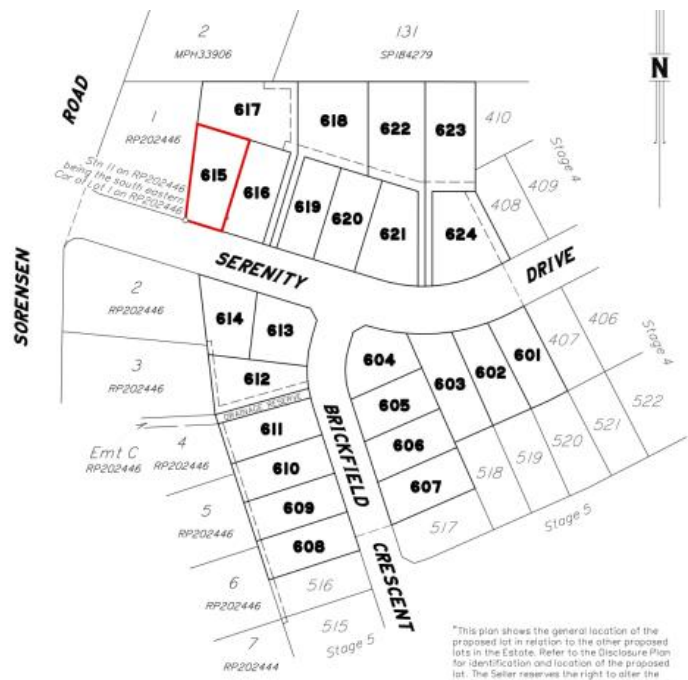 2
MPH33906
131
SP184279
N
ROAD
1
RP202446
617
618
622
623
410
Stage 4
Stn II on RP202446
being the south eastern
Cor of Lot I on RP202446
615
616
619
620
621
624
408
409
SORENSEN
SERENITY
DRIVE
2
RP202446
614
613
604
603
602
601
407
406
Stage 4
3
RP202446
612
DRAINAGE RESERVE
605
611
BRICKFIELD
606
Emt C
RP202446
4
RP202446
610
607
518
519
520
521
522
5
RP202446
609
517
Stage 5
608
CRESCENT
6
RP202446
516
515
Stage 5
7
RP202444
"This plan shows the general location of the
proposed lot in relation to the other proposed
lots in the Estate. Refer to the Disclosure Plan
for identification and location of the proposed
lot. The Seller reserves the right to alter the